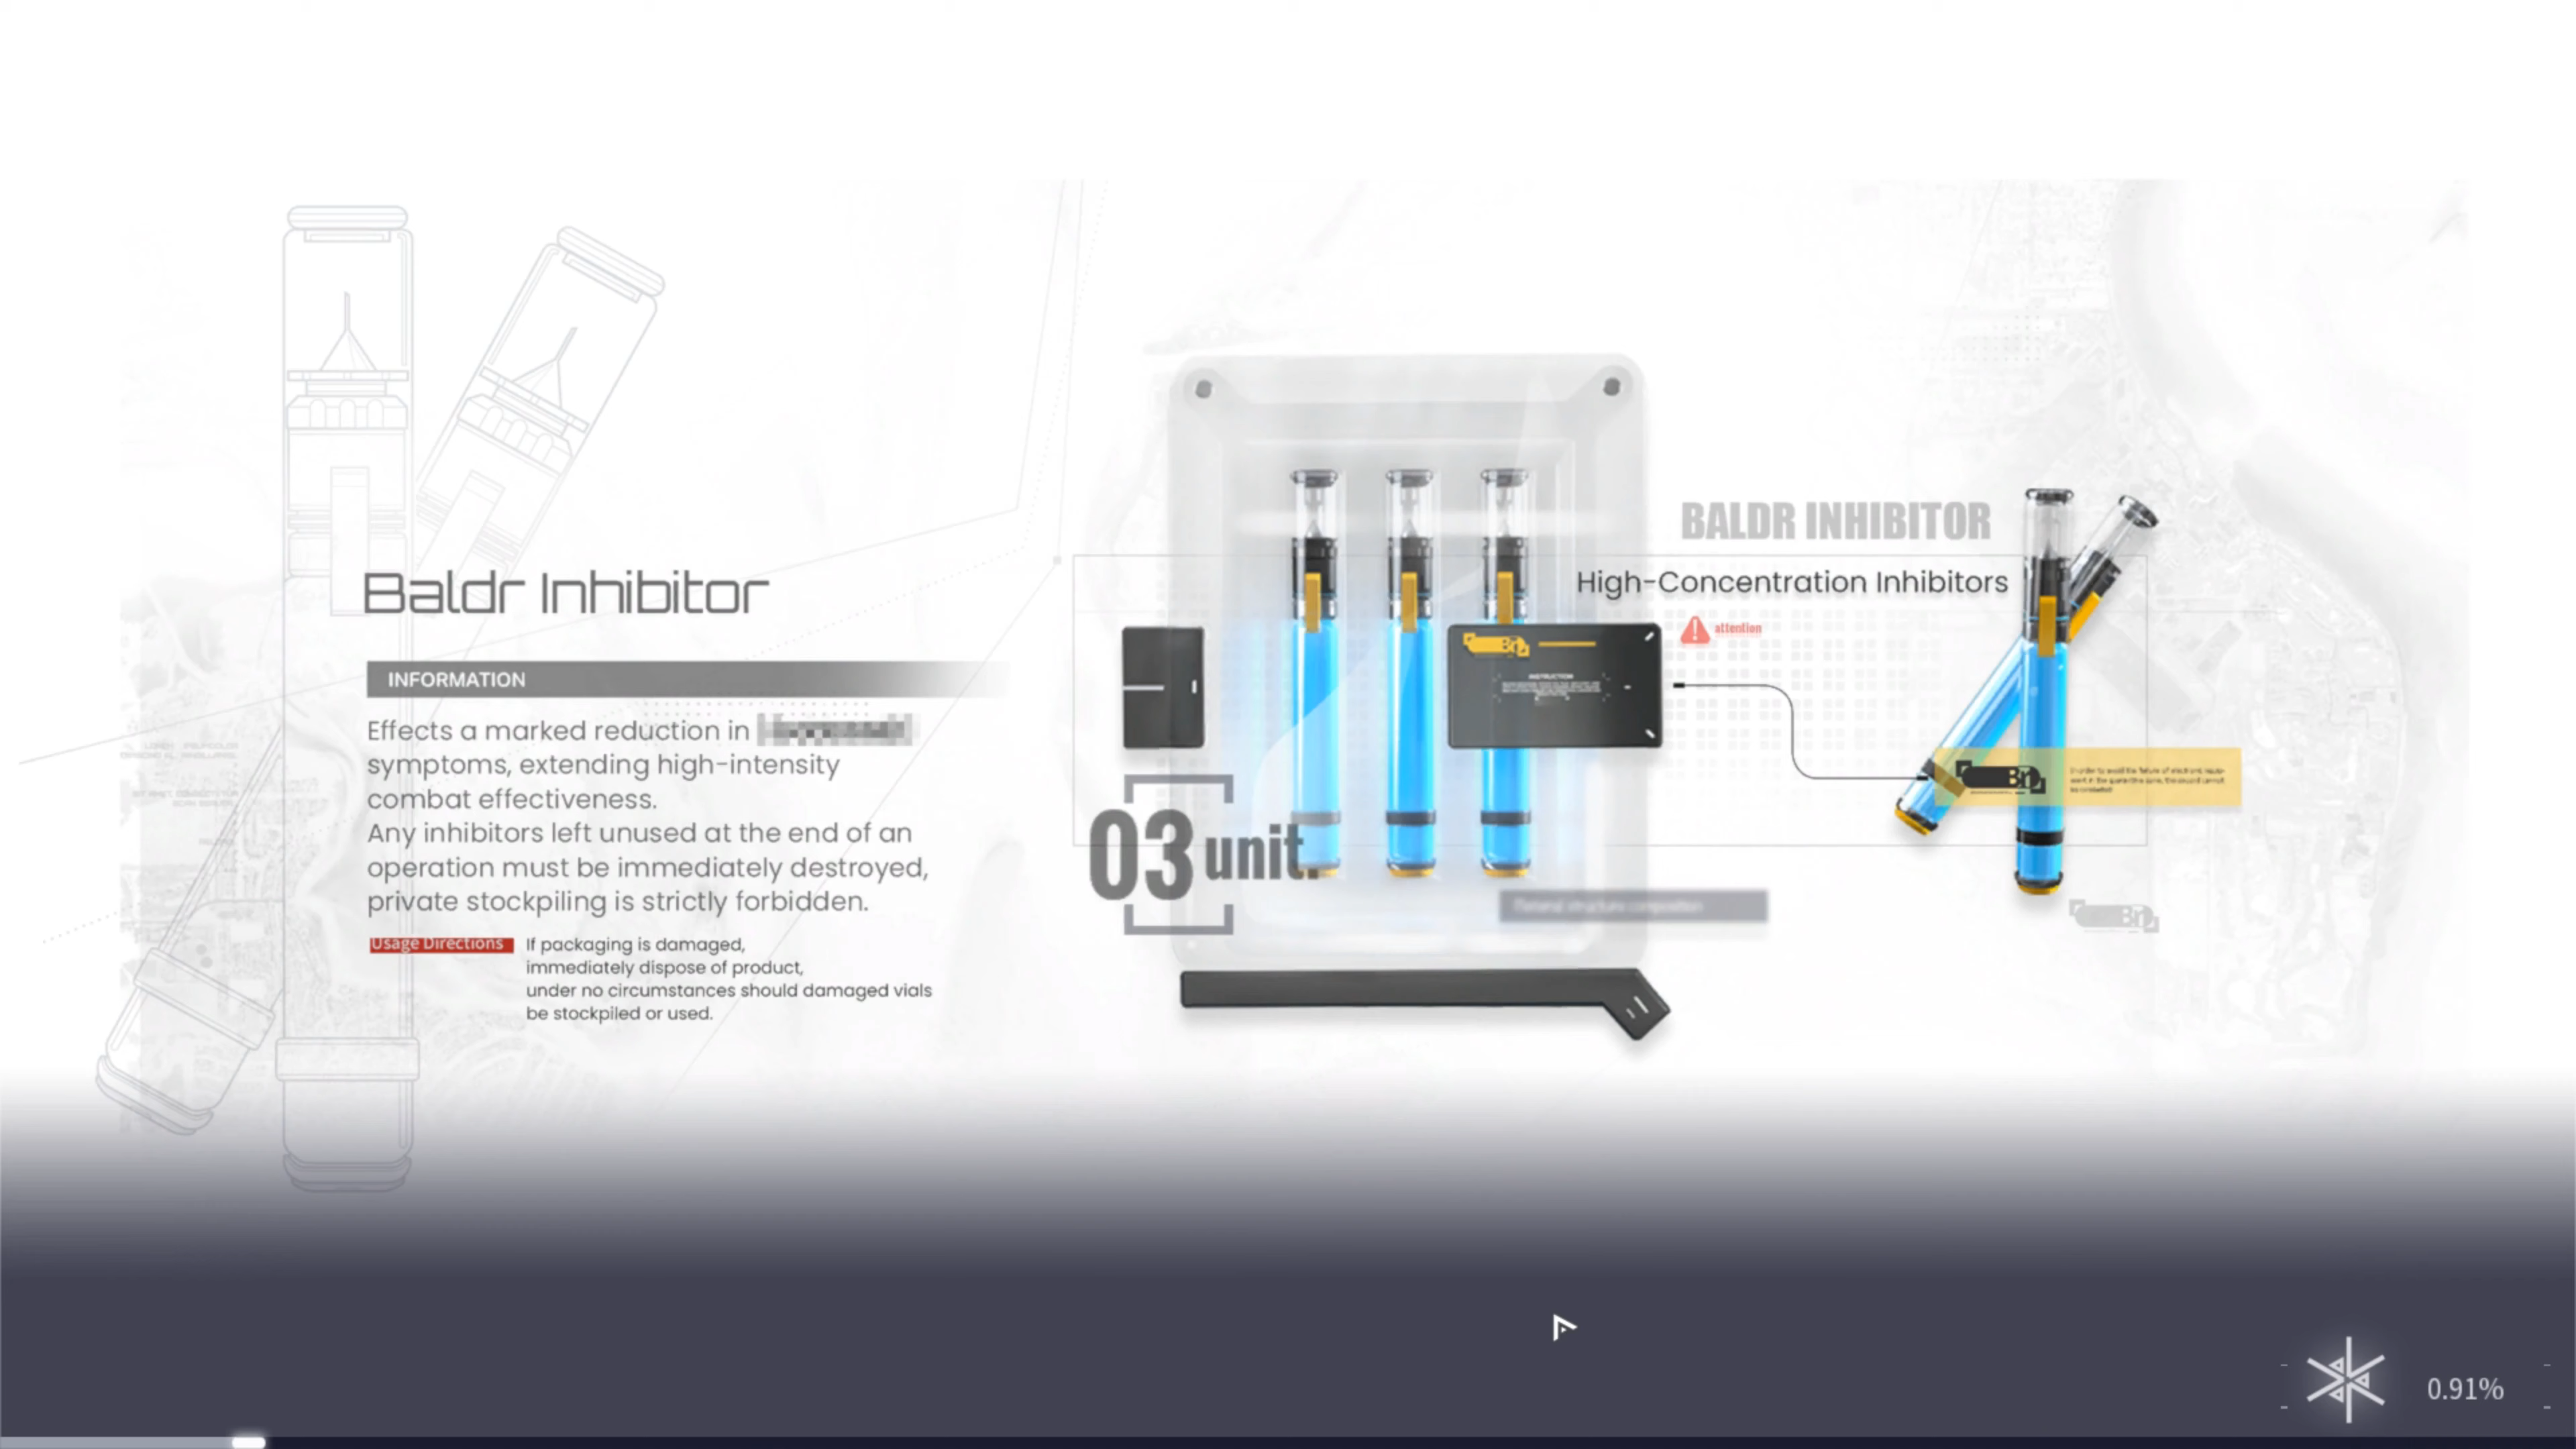 BALDR INHIBITOR
High-Concentration Inhibitors
attention
Baldr Inhibitor
INFORMATION
Effects a marked reduction in
symptoms, extending high-intensity
combat effectiveness.
Any inhibitors left unused at the end of an
operation must be immediately destroyed,
private stockpiling is strictly forbidden.
Usage Directions
If packaging is damaged,
immediately dispose of product,
under no circumstances should damaged vials
be stockpiled or used.
INSTRUCTION
03 unit.
0.91%